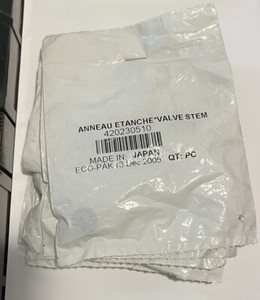 ANNEAU ETANCHE*VALVE STEM
420230510
MADE IN: JAPAN
ECO-PAK 13 Dec 2005 QT: PC